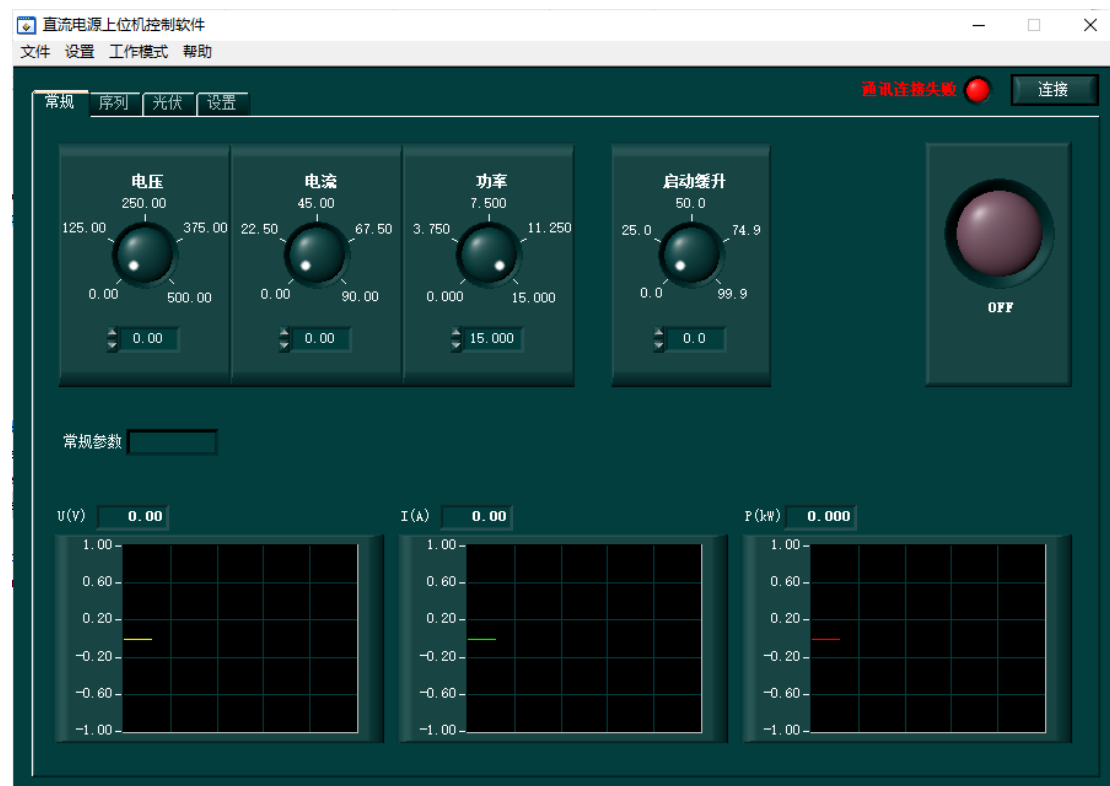 直流电源上位机控制软件
文件 设置 工作模式 帮助
通讯连接失败 连接
常规 序列 光伏 设置
电压 电流 功率 启动缓升
250.00 45.00 7.500 50.0
125.00 375.00 22.50 67.50 3.750 11.250 25.0 74.9
0.00 500.00 0.00 90.00 0.000 15.000 0.0 99.9
OFF
0.00 0.00 15.000 0.0
常规参数
U(V) 0.00 I(A) 0.00 P(kW) 0.000
1.00 1.00 1.00
0.60 0.60 0.60
0.20 0.20 0.20
-0.20 -0.20 -0.20
-0.60 -0.60 -0.60
-1.00 -1.00 -1.00